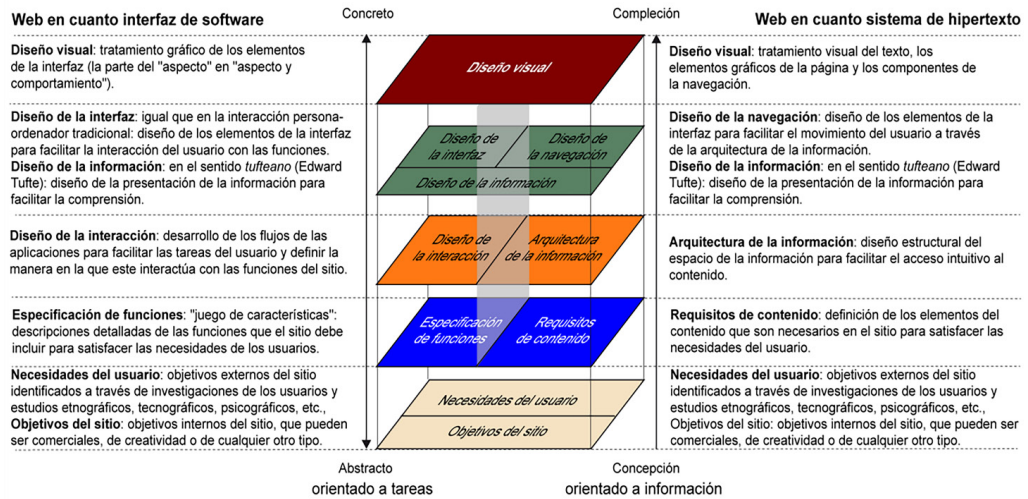 Web en cuanto interfaz de software
Concreto
Compleción
Web en cuanto sistema de hipertexto
Diseño visual: tratamiento gráfico de los elementos
de la interfaz (la parte del "aspecto" en "aspecto y
comportamiento").
Diseño visual
Diseño visual: tratamiento visual del texto, los
elementos gráficos de la página y los componentes de
la navegación.
Diseño de la interfaz: igual que en la interacción persona-
ordenador tradicional: diseño de los elementos de la interfaz
para facilitar la interacción del usuario con las funciones.
Diseño de la información: en el sentido tufteano (Edward
Tufte): diseño de la presentación de la información para
facilitar la comprensión.
Diseño de
la interfaz
Diseño de
la navegación
Diseño de la información
Diseño de la navegación: diseño de los elementos de la
interfaz para facilitar el movimiento del usuario a través
de la arquitectura de la información.
Diseño de la información: en el sentido tufteano (Edward
Tufte): diseño de la presentación de la información para
facilitar la comprensión.
Diseño de la interacción: desarrollo de los flujos de las
aplicaciones para facilitar las tareas del usuario y definir la
manera en la que este interactúa con las funciones del sitio.
Diseño de
la interacción
Arquitectura
de la información
Arquitectura de la información: diseño estructural del
espacio de la información para facilitar el acceso intuitivo al
contenido.
Especificación de funciones: "juego de características":
descripciones detalladas de las funciones que el sitio debe
incluir para satisfacer las necesidades de los usuarios.
Especificación
de funciones
Requisitos
de contenido
Requisitos de contenido: definición de los elementos del
contenido que son necesarios en el sitio para satisfacer las
necesidades del usuario.
Necesidades del usuario: objetivos externos del sitio
identificados a través de investigaciones de los usuarios y
estudios etnográficos, tecnográficos, psicográficos, etc.,
Objetivos del sitio: objetivos internos del sitio, que pueden
ser comerciales, de creatividad o de cualquier otro tipo.
Necesidades del usuario
Objetivos del sitio
Necesidades del usuario: objetivos externos del sitio
identificados a través de investigaciones de los usuarios y
estudios etnográficos, tecnográficos, psicográficos, etc.,
Objetivos del sitio: objetivos internos del sitio, que pueden ser
comerciales, de creatividad o de cualquier otro tipo.
Abstracto
orientado a tareas
Concepción
orientado a información